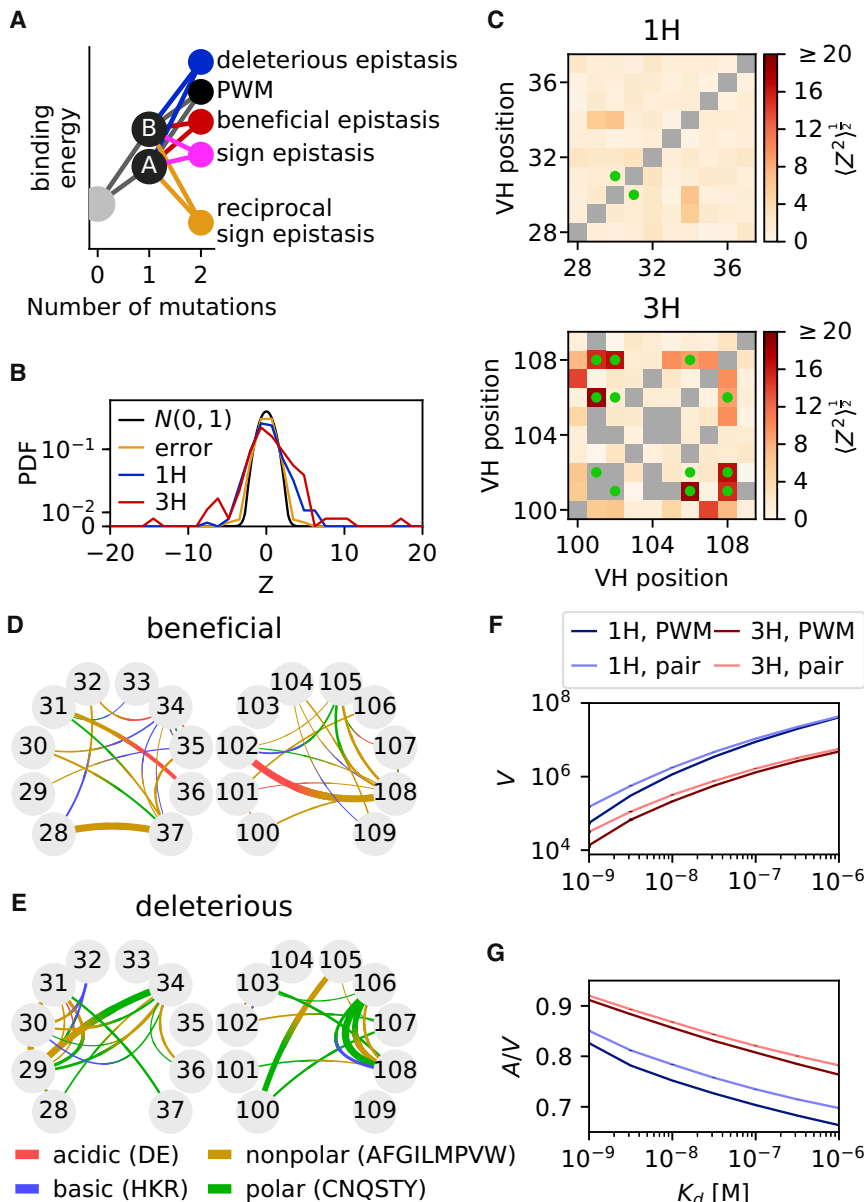 A
binding
energy
B
A
deleterious epistasis
PWM
beneficial epistasis
sign epistasis
reciprocal
sign epistasis
0
1
2
Number of mutations
B
PDF
10⁻¹
10⁻²
0
N(0, 1)
error
1H
3H
−20
−10
0
10
20
Z
C
1H
VH position
36
32
28
28
32
36
≥ 20
16
12
8
4
0
⟨Z²⟩^½
3H
VH position
108
104
100
100
104
108
VH position
≥ 20
16
12
8
4
0
⟨Z²⟩^½
D
beneficial
32
33
31
34
30
35
29
36
28
37
104
105
103
106
102
107
101
108
100
109
E
deleterious
32
33
31
34
30
35
29
36
28
37
104
105
103
106
102
107
101
108
100
109
acidic (DE)
nonpolar (AFGILMPVW)
basic (HKR)
polar (CNQSTY)
F
1H, PWM
3H, PWM
1H, pair
3H, pair
V
10⁸
10⁶
10⁴
10⁻⁹
10⁻⁸
10⁻⁷
10⁻⁶
G
A/V
0.9
0.8
0.7
10⁻⁹
10⁻⁸
10⁻⁷
10⁻⁶
K_d [M]